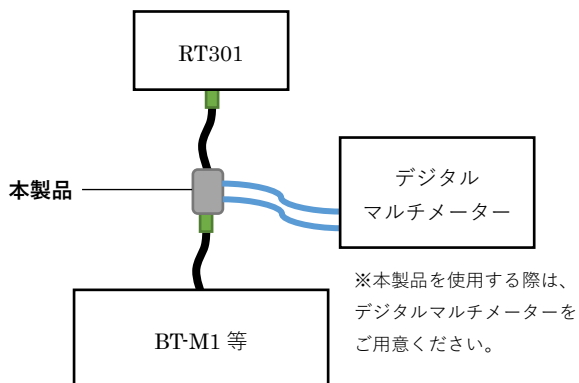 RT301
本製品
デジタル
マルチメーター
※本製品を使用する際は、
デジタルマルチメーターを
ご用意ください。
BT-M1 等